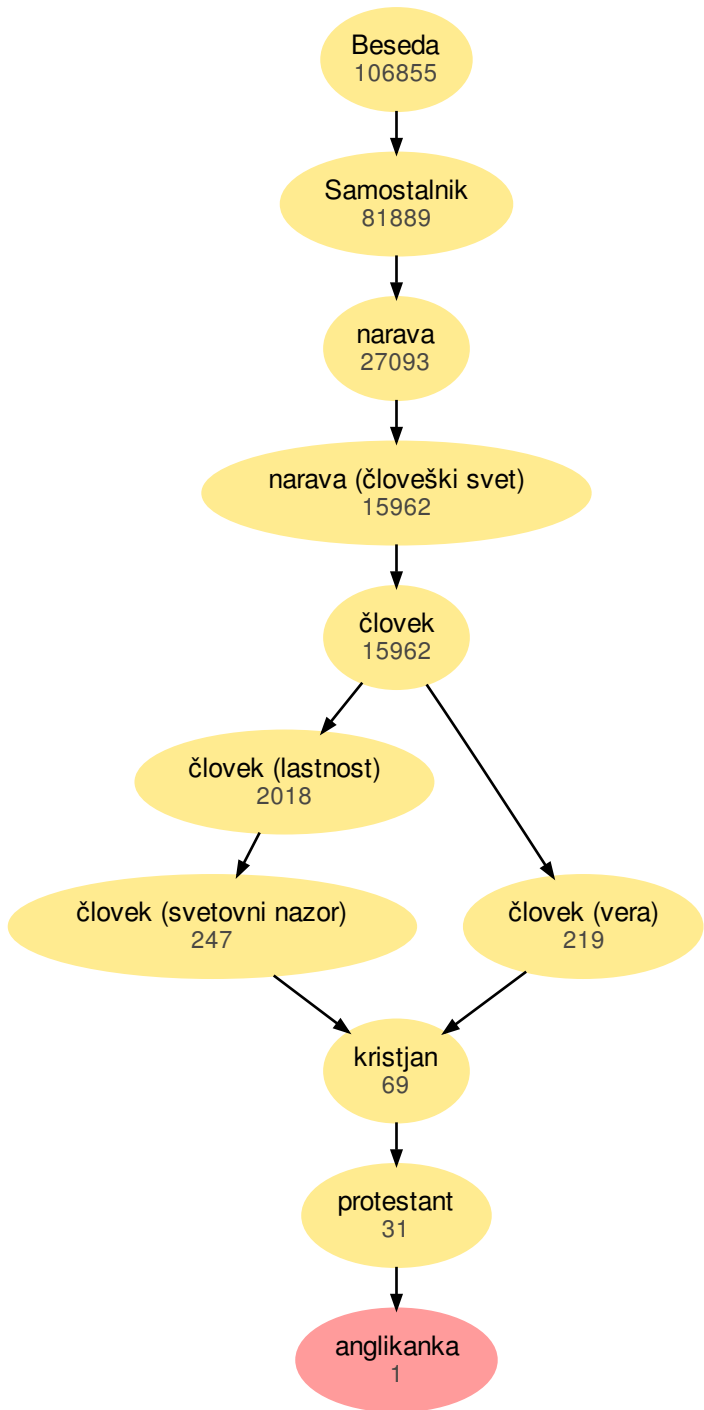 Beseda
106855
Samostalnik
81889
narava
27093
narava (človeški svet)
15962
človek
15962
človek (lastnost)
2018
človek (svetovni nazor)
247
človek (vera)
219
kristjan
69
protestant
31
anglikanka
1